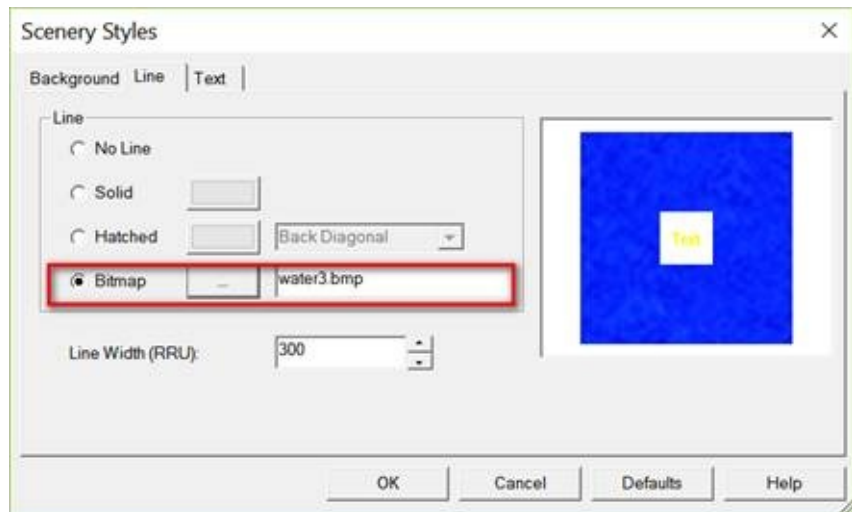 Scenery Styles
Background Line Text
Line
No Line
Solid
Hatched Back Diagonal
Bitmap ... water3.bmp
Line Width (RRU): 300
Text
OK Cancel Defaults Help